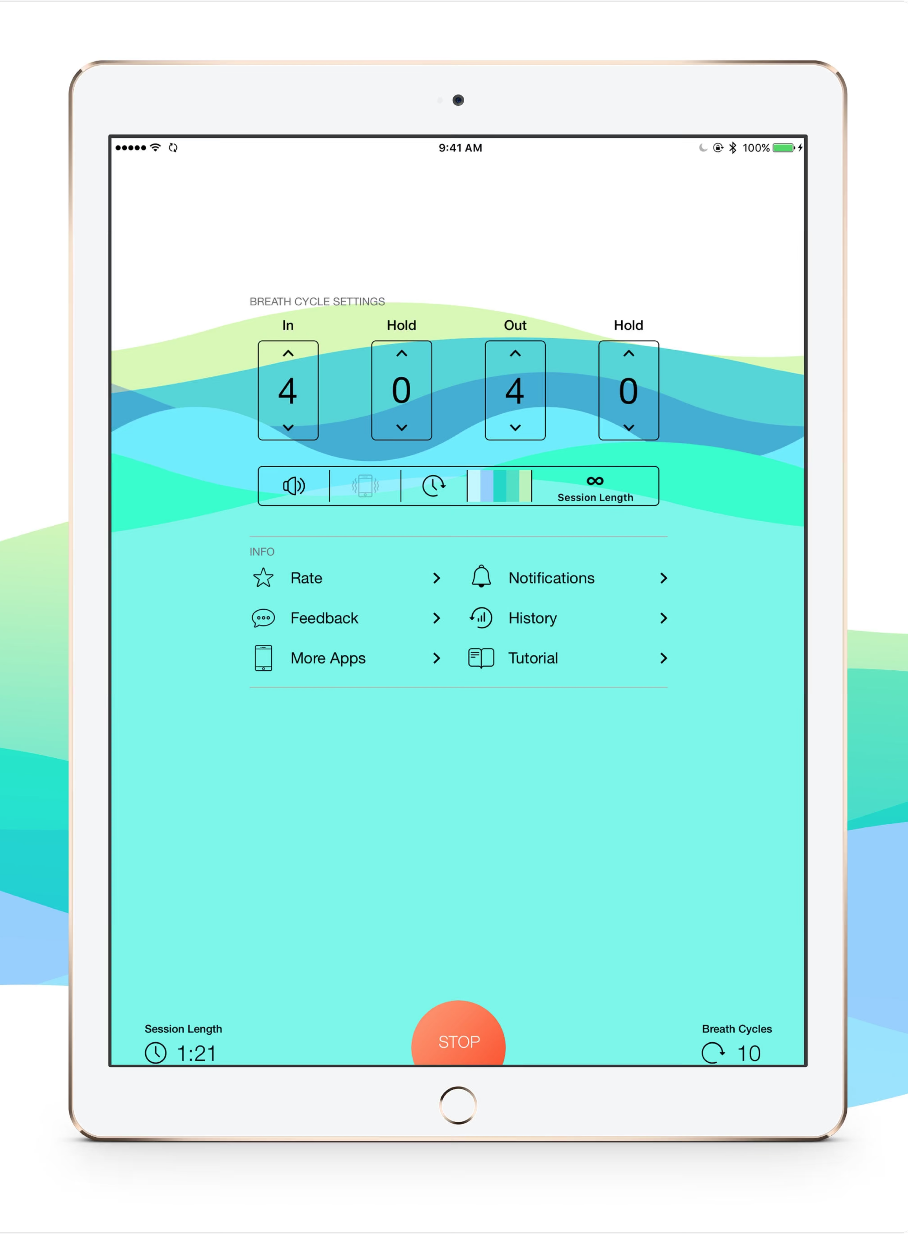 9:41 AM 100%
BREATH CYCLE SETTINGS
In Hold Out Hold
4 0 4 0
∞
Session Length
INFO
Rate Notifications
Feedback History
More Apps Tutorial
Session Length STOP Breath Cycles
1:21 10